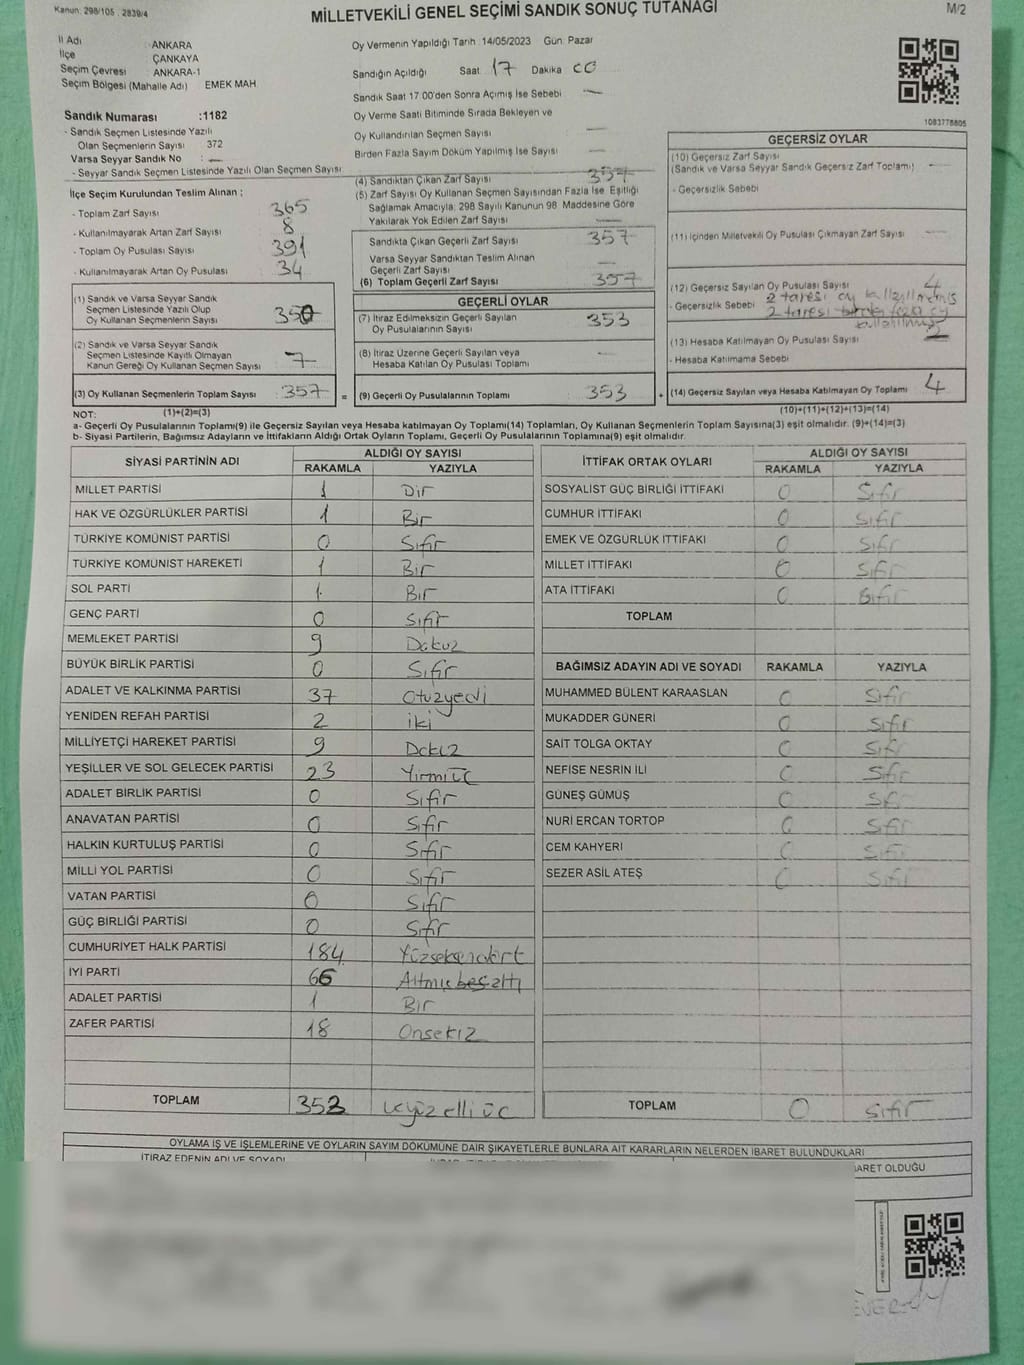 Kanun: 298/105 . 2839/4
MİLLETVEKİLİ GENEL SEÇİMİ SANDIK SONUÇ TUTANAĞI
M/2
İl Adı : ANKARA
İlçe ÇANKAYA
Seçim Çevresi : ANKARA-1
Seçim Bölgesi (Mahalle Adı) EMEK MAH
Sandık Numarası :1182
- Sandık Seçmen Listesinde Yazılı
Olan Seçmenlerin Sayısı 372
Varsa Seyyar Sandık No : —
- Seyyar Sandık Seçmen Listesinde Yazılı Olan Seçmen Sayısı:
İlçe Seçim Kurulundan Teslim Alınan :
- Toplam Zarf Sayısı 365
- Kullanılmayarak Artan Zarf Sayısı 8
- Toplam Oy Pusulası Sayısı 391
- Kullanılmayarak Artan Oy Pusulası 34
(1) Sandık ve Varsa Seyyar Sandık
Seçmen Listesinde Yazılı Olup
Oy Kullanan Seçmenlerin Sayısı 350
(2) Sandık ve Varsa Seyyar Sandık
Seçmen Listesinde Kayıtlı Olmayan
Kanun Gereği Oy Kullanan Seçmen Sayısı 7
(3) Oy Kullanan Seçmenlerin Toplam Sayısı : 357 =
Oy Vermenin Yapıldığı Tarih :14/05/2023 Gün: Pazar
Sandığın Açıldığı Saat 17 Dakika 00
Sandık Saat 17:00'den Sonra Açılmış İse Sebebi —
Oy Verme Saati Bitiminde Sırada Bekleyen ve
Oy Kullandırılan Seçmen Sayısı —
Birden Fazla Sayım Döküm Yapılmış İse Sayısı —
(4) Sandıktan Çıkan Zarf Sayısı 357
(5) Zarf Sayısı Oy Kullanan Seçmen Sayısından Fazla İse, Eşitliği
Sağlamak Amacıyla, 298 Sayılı Kanunun 98. Maddesine Göre
Yakılarak Yok Edilen Zarf Sayısı —
Sandıkta Çıkan Geçerli Zarf Sayısı 357
Varsa Seyyar Sandıktan Teslim Alınan
Geçerli Zarf Sayısı —
(6) Toplam Geçerli Zarf Sayısı 357
GEÇERLİ OYLAR
(7) İtiraz Edilmeksizin Geçerli Sayılan
Oy Pusulalarının Sayısı 353
(8) İtiraz Üzerine Geçerli Sayılan veya
Hesaba Katılan Oy Pusulası Toplamı —
(9) Geçerli Oy Pusulalarının Toplamı 353 +
1083778805
GEÇERSİZ OYLAR
(10) Geçersiz Zarf Sayısı
(Sandık ve Varsa Seyyar Sandık Geçersiz Zarf Toplamı) —
- Geçersizlik Sebebi
(11) İçinden Milletvekili Oy Pusulası Çıkmayan Zarf Sayısı —
(12) Geçersiz Sayılan Oy Pusulası Sayısı 4
- Geçersizlik Sebebi 2 tanesi oy kullanılmamış
2 tanesi fazla oy
kullanılmış
(13) Hesaba Katılmayan Oy Pusulası Sayısı
- Hesaba Katılmama Sebebi
(14) Geçersiz Sayılan veya Hesaba Katılmayan Oy Toplamı 4
NOT: (1)+(2)=(3) (10)+(11)+(12)+(13)=(14)
a- Geçerli Oy Pusulalarının Toplamı(9) ile Geçersiz Sayılan veya Hesaba katılmayan Oy Toplamı(14) Toplamları, Oy Kullanan Seçmenlerin Toplam Sayısına(3) eşit olmalıdır. (9)+(14)=(3)
b- Siyasi Partilerin, Bağımsız Adayların ve İttifakların Aldığı Ortak Oyların Toplamı, Geçerli Oy Pusulalarının Toplamına(9) eşit olmalıdır.
SİYASİ PARTİNİN ADI ALDIĞI OY SAYISI
RAKAMLA YAZIYLA
MİLLET PARTİSİ 1 Bir
HAK VE ÖZGÜRLÜKLER PARTİSİ 1 Bir
TÜRKİYE KOMÜNİST PARTİSİ 0 Sıfır
TÜRKİYE KOMÜNİST HAREKETİ 1 Bir
SOL PARTİ 1 Bir
GENÇ PARTİ 0 Sıfır
MEMLEKET PARTİSİ 9 Dokuz
BÜYÜK BİRLİK PARTİSİ 0 Sıfır
ADALET VE KALKINMA PARTİSİ 37 Otuzyedi
YENİDEN REFAH PARTİSİ 2 iki
MİLLİYETÇİ HAREKET PARTİSİ 9 Dokuz
YEŞİLLER VE SOL GELECEK PARTİSİ 23 Yirmiüç
ADALET BİRLİK PARTİSİ 0 Sıfır
ANAVATAN PARTİSİ 0 Sıfır
HALKIN KURTULUŞ PARTİSİ 0 Sıfır
MİLLİ YOL PARTİSİ 0 Sıfır
VATAN PARTİSİ 0 Sıfır
GÜÇ BİRLİĞİ PARTİSİ 0 Sıfır
CUMHURİYET HALK PARTİSİ 184 Yüzseksendört
İYİ PARTİ 66 Altmışbeşaltı
ADALET PARTİSİ 1 Bir
ZAFER PARTİSİ 18 Onsekiz
TOPLAM 353 üçyüzelliüç
İTTİFAK ORTAK OYLARI ALDIĞI OY SAYISI
RAKAMLA YAZIYLA
SOSYALİST GÜÇ BİRLİĞİ İTTİFAKI 0 Sıfır
CUMHUR İTTİFAKI 0 Sıfır
EMEK VE ÖZGÜRLÜK İTTİFAKI 0 Sıfır
MİLLET İTTİFAKI 0 Sıfır
ATA İTTİFAKI 0 Sıfır
TOPLAM
BAĞIMSIZ ADAYIN ADI VE SOYADI RAKAMLA YAZIYLA
MUHAMMED BÜLENT KARAASLAN 0 Sıfır
MUKADDER GÜNERİ 0 Sıfır
SAİT TOLGA OKTAY 0 Sıfır
NEFİSE NESRİN İLİ 0 Sıfır
GÜNEŞ GÜMÜŞ 0 Sıfır
NURİ ERCAN TORTOP 0 Sıfır
CEM KAHYERİ 0 Sıfır
SEZER ASİL ATEŞ 0 Sıfır
TOPLAM 0 Sıfır
OYLAMA İŞ VE İŞLEMLERİNE VE OYLARIN SAYIM DÖKÜMÜNE DAİR ŞİKAYETLERLE BUNLARA AİT KARARLARIN NELERDEN İBARET BULUNDUKLARI
İTİRAZ EDENİN ADI VE SOYADI
İBARET OLDUĞU